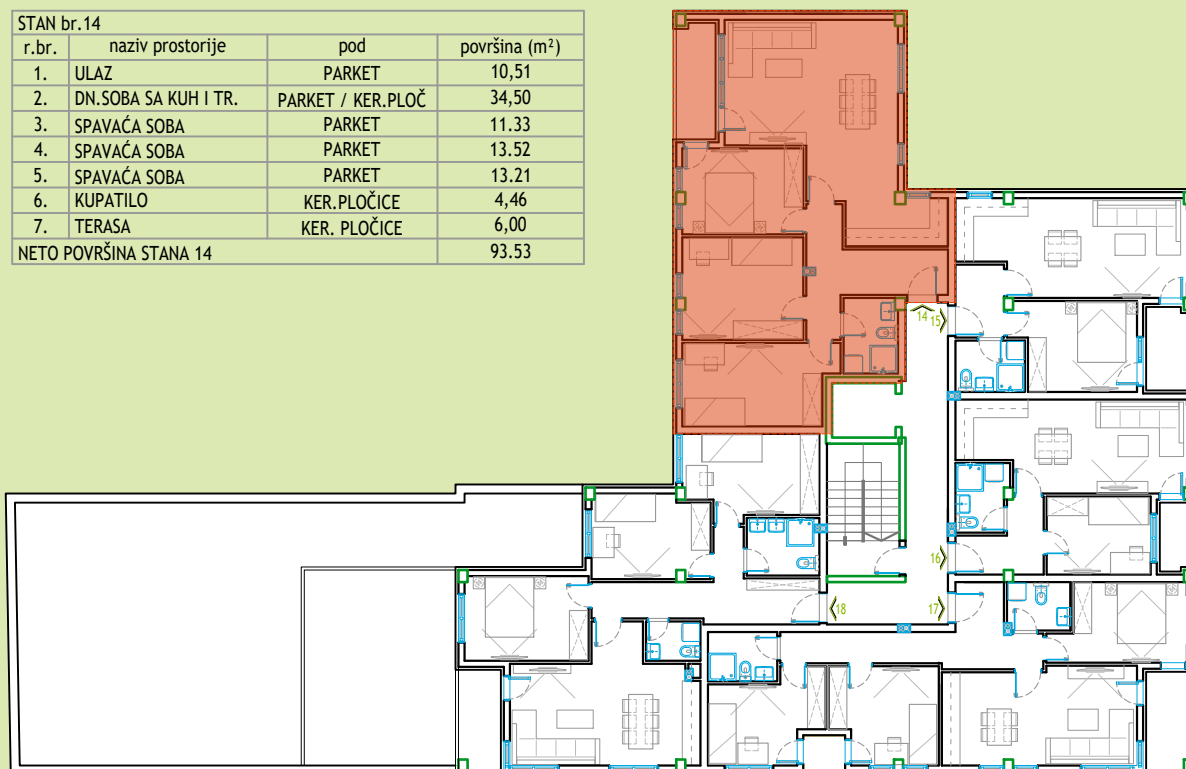 STAN br.14
r.br. naziv prostorije pod površina (m²)
1. ULAZ PARKET 10,51
2. DN.SOBA SA KUH I TR. PARKET / KER.PLOČ 34,50
3. SPAVAĆA SOBA PARKET 11.33
4. SPAVAĆA SOBA PARKET 13.52
5. SPAVAĆA SOBA PARKET 13.21
6. KUPATILO KER.PLOČICE 4,46
7. TERASA KER. PLOČICE 6,00
NETO POVRŠINA STANA 14 93.53
14 15
16
18 17